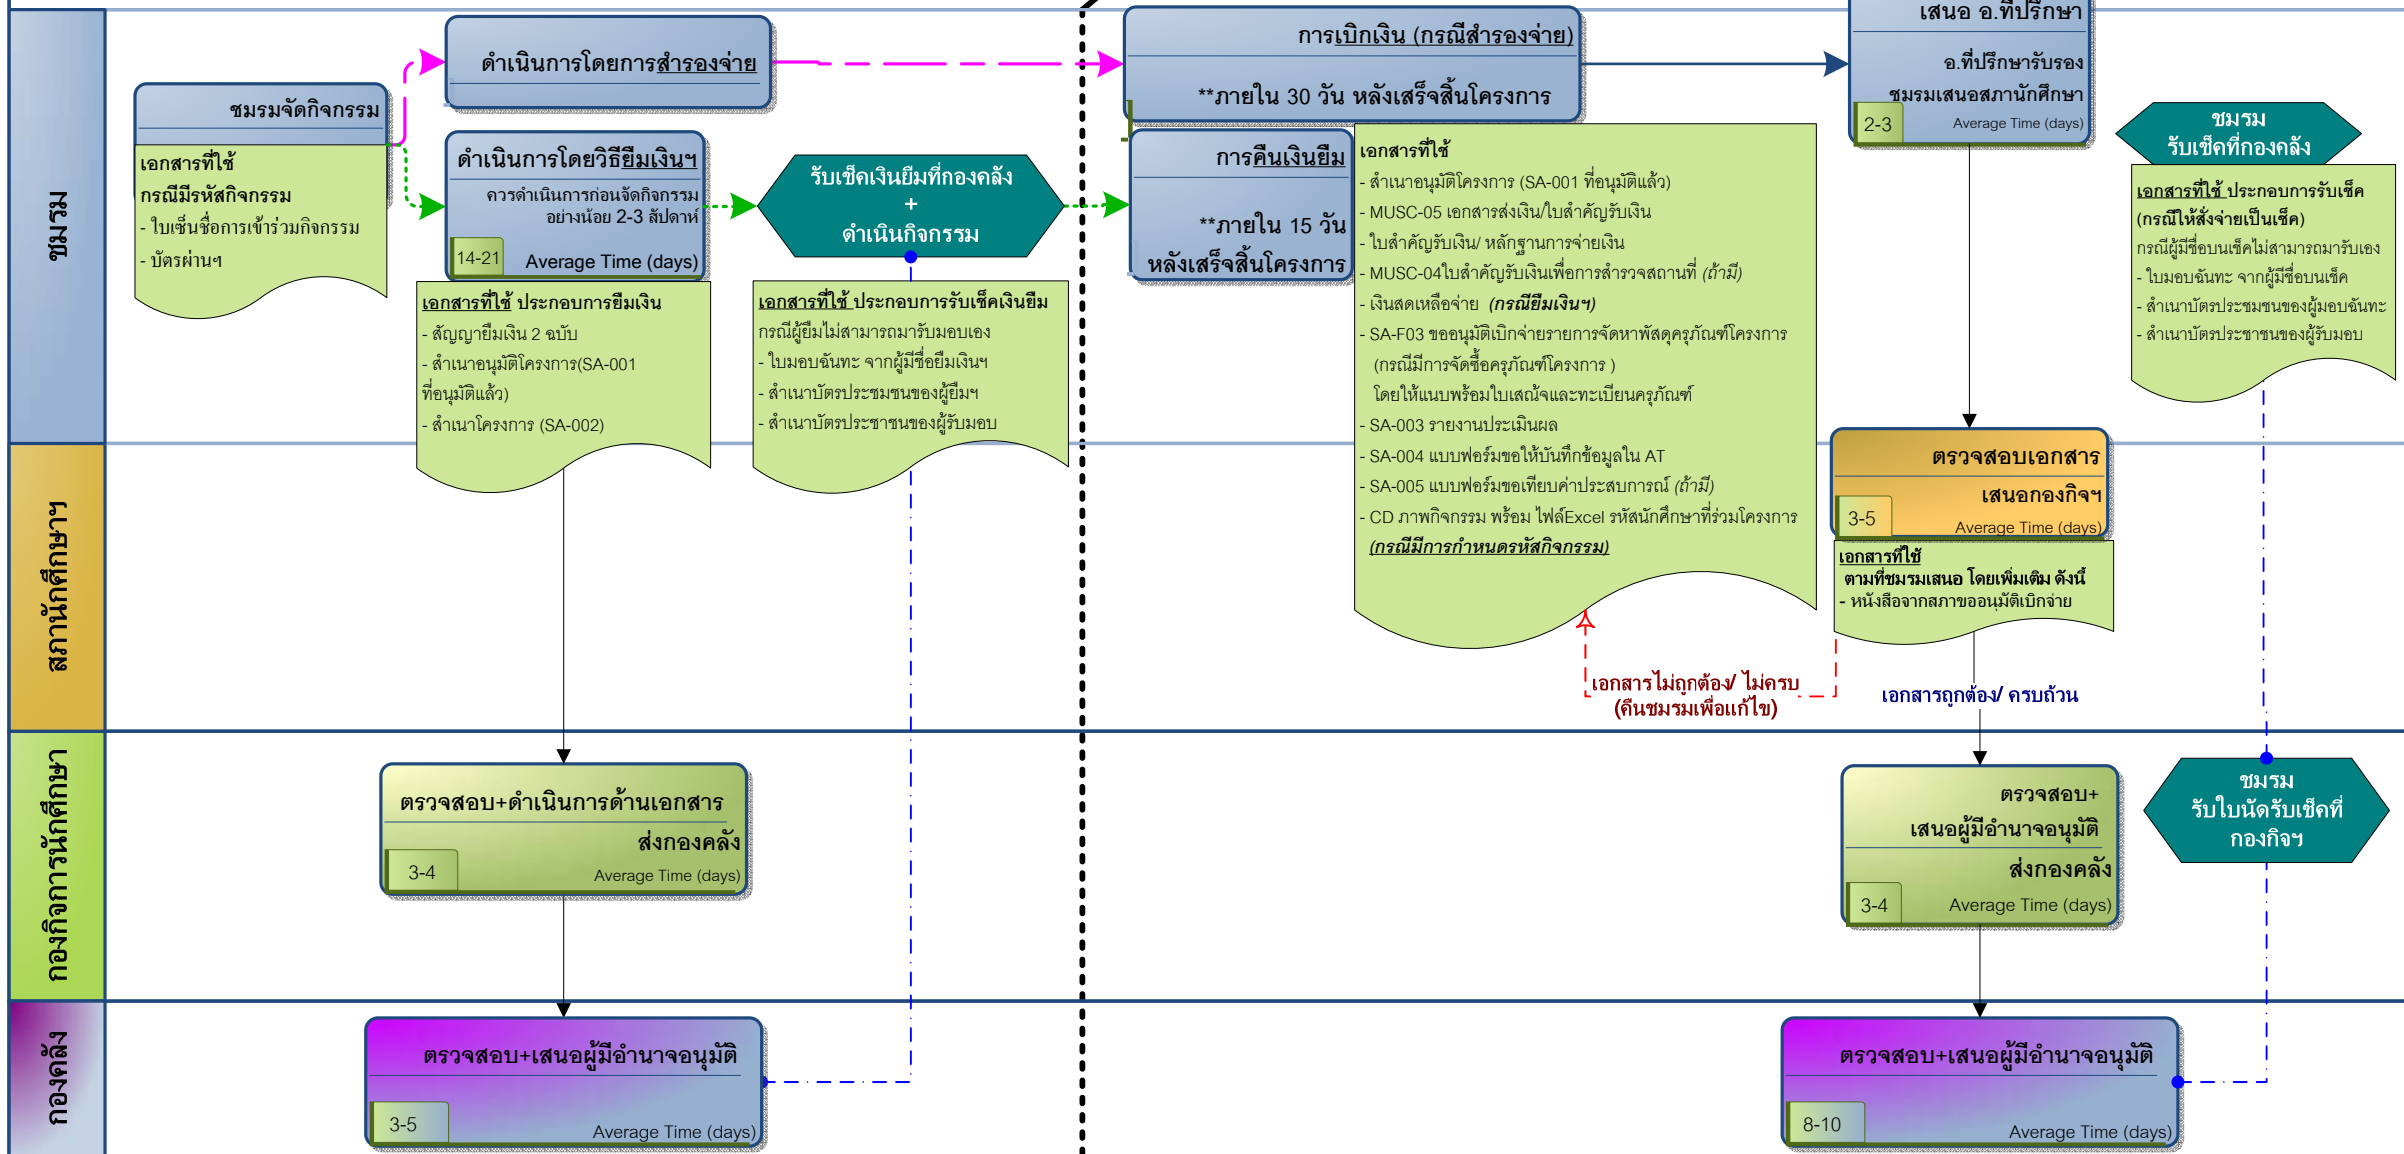 ชมรม
ชมรมจัดกิจกรรม
เอกสารที่ใช้
กรณีมีรหัสกิจกรรม
- ใบเซ็นชื่อการเข้าร่วมกิจกรรม
- บัตรผ่านฯ
ดำเนินการโดยการสำรองจ่าย
ดำเนินการโดยวิธียืมเงินฯ
ควรดำเนินการก่อนจัดกิจกรรม
อย่างน้อย 2-3 สัปดาห์
14-21
Average Time (days)
เอกสารที่ใช้ ประกอบการยืมเงิน
- สัญญายืมเงิน 2 ฉบับ
- สำเนาอนุมัติโครงการ(SA-001
ที่อนุมัติแล้ว)
- สำเนาโครงการ (SA-002)
รับเช็คเงินยืมที่กองคลัง
+
ดำเนินกิจกรรม
เอกสารที่ใช้ ประกอบการรับเช็คเงินยืม
กรณีผู้ยืมไม่สามารถมารับมอบเอง
- ใบมอบฉันทะ จากผู้มีชื่อยืมเงินฯ
- สำเนาบัตรประชมชนของผู้ยืมฯ
- สำเนาบัตรประชาชนของผู้รับมอบ
การเบิกเงิน (กรณีสำรองจ่าย)
**ภายใน 30 วัน หลังเสร็จสิ้นโครงการ
การคืนเงินยืม
**ภายใน 15 วัน
หลังเสร็จสิ้นโครงการ
เอกสารที่ใช้
- สำเนาอนุมัติโครงการ (SA-001 ที่อนุมัติแล้ว)
- MUSC-05 เอกสารส่งเงิน/ใบสำคัญรับเงิน
- ใบสำคัญรับเงิน/ หลักฐานการจ่ายเงิน
- MUSC-04ใบสำคัญรับเงินเพื่อการสำรวจสถานที่ (ถ้ามี)
- เงินสดเหลือจ่าย (กรณียืมเงินฯ)
- SA-F03 ขออนุมัติเบิกจ่ายรายการจัดหาพัสดุครุภัณฑ์โครงการ
(กรณีมีการจัดซื้อครุภัณฑ์โครงการ )
โดยให้แนบพร้อมใบเสณ้จและทะเบียนครุภัณฑ์
- SA-003 รายงานประเมินผล
- SA-004 แบบฟอร์มขอให้บันทึกข้อมูลใน AT
- SA-005 แบบฟอร์มขอเทียบค่าประสบการณ์ (ถ้ามี)
- CD ภาพกิจกรรม พร้อม ไฟล์Excel รหัสนักศึกษาที่ร่วมโครงการ
(กรณีมีการกำหนดรหัสกิจกรรม)
เสนอ อ.ที่ปรึกษา
อ.ที่ปรึกษารับรอง
ชมรมเสนอสภานักศึกษา
2-3
Average Time (days)
ชมรม
รับเช็คที่กองคลัง
เอกสารที่ใช้ ประกอบการรับเช็ค
(กรณีให้สั่งจ่ายเป็นเช็ค)
กรณีผู้มีชื่อบนเช็คไม่สามารถมารับเอง
- ใบมอบฉันทะ จากผู้มีชื่อบนเช็ค
- สำเนาบัตรประชมชนของผู้มอบฉันทะ
- สำเนาบัตรประชาชนของผู้รับมอบ
สภานักศึกษาฯ
ตรวจสอบเอกสาร
เสนอกองกิจฯ
3-5
Average Time (days)
เอกสารที่ใช้
ตามที่ชมรมเสนอ โดยเพิ่มเติม ดังนี้
- หนังสือจากสภาขออนุมัติเบิกจ่าย
เอกสารไม่ถูกต้อง/ ไม่ครบ
(คืนชมรมเพื่อแก้ไข)
เอกสารถูกต้อง/ ครบถ้วน
กองกิจการนักศึกษา
ตรวจสอบ+ดำเนินการด้านเอกสาร
ส่งกองคลัง
3-4
Average Time (days)
ตรวจสอบ+
เสนอผู้มีอำนาจอนุมัติ
ส่งกองคลัง
3-4
Average Time (days)
ชมรม
รับใบนัดรับเช็คที่
กองกิจฯ
กองคลัง
ตรวจสอบ+เสนอผู้มีอำนาจอนุมัติ
3-5
Average Time (days)
ตรวจสอบ+เสนอผู้มีอำนาจอนุมัติ
8-10
Average Time (days)